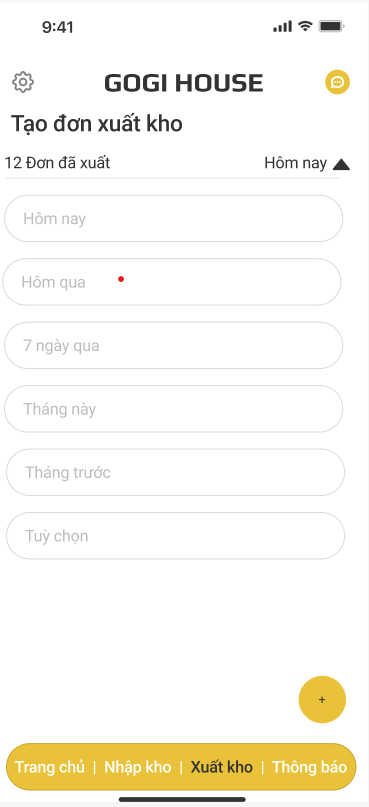 9:41
GOGI HOUSE
Tạo đơn xuất kho
12 Đơn đã xuất Hôm nay
Hôm nay
Hôm qua
7 ngày qua
Tháng này
Tháng trước
Tuỳ chọn
+
Trang chủ | Nhập kho | Xuất kho | Thông báo